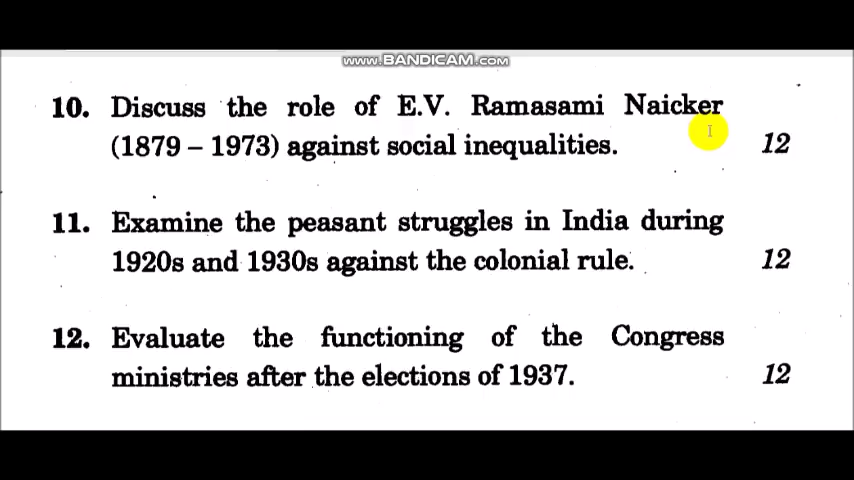 www.BANDICAM.com
10. Discuss the role of E.V. Ramasami Naicker
(1879 – 1973) against social inequalities. 12
11. Examine the peasant struggles in India during
1920s and 1930s against the colonial rule. 12
12. Evaluate the functioning of the Congress
ministries after the elections of 1937. 12